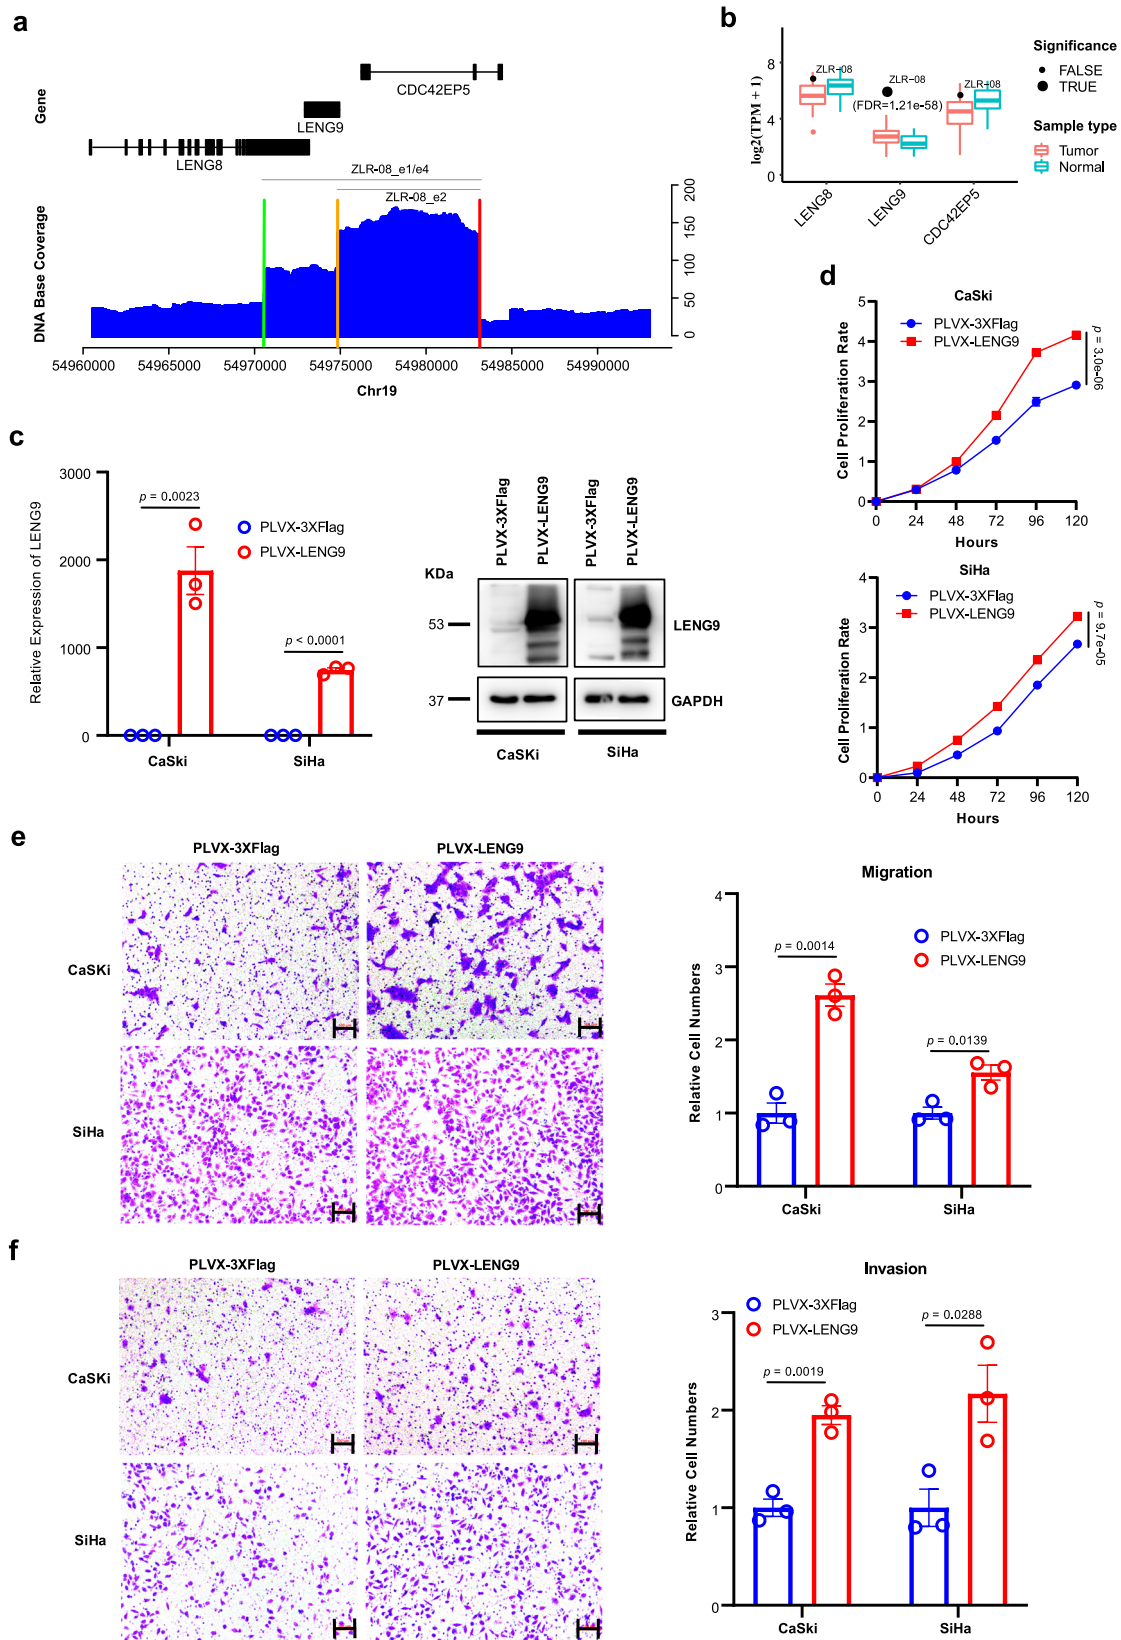 a
Gene
CDC42EP5
LENG9
LENG8
ZLR-08_e1/e4
ZLR-08_e2
DNA Base Coverage
0
50
100
150
200
54960000 54965000 54970000 54975000 54980000 54985000 54990000
Chr19
b
log2(TPM + 1)
8
4
0
ZLR-08
ZLR-08
(FDR=1.21e-58)
ZLR-08
LENG8
LENG9
CDC42EP5
Significance
FALSE
TRUE
Sample type
Tumor
Normal
c
Relative Expression of LENG9
3000
2000
1000
0
p = 0.0023
p < 0.0001
PLVX-3XFlag
PLVX-LENG9
CaSki
SiHa
PLVX-3XFlag
PLVX-LENG9
PLVX-3XFlag
PLVX-LENG9
KDa
53
37
LENG9
GAPDH
CaSKi
SiHa
d
CaSki
PLVX-3XFlag
PLVX-LENG9
Cell Proliferation Rate
5
4
3
2
1
0
p = 3.0e-06
0 24 48 72 96 120
Hours
SiHa
PLVX-3XFlag
PLVX-LENG9
Cell Proliferation Rate
5
4
3
2
1
0
p = 9.7e-05
0 24 48 72 96 120
Hours
e
PLVX-3XFlag
PLVX-LENG9
CaSKi
SiHa
Migration
PLVX-3XFlag
PLVX-LENG9
Relative Cell Numbers
4
3
2
1
0
p = 0.0014
p = 0.0139
CaSki
SiHa
f
PLVX-3XFlag
PLVX-LENG9
CaSKi
SiHa
Invasion
PLVX-3XFlag
PLVX-LENG9
Relative Cell Numbers
3
2
1
0
p = 0.0019
p = 0.0288
CaSki
SiHa